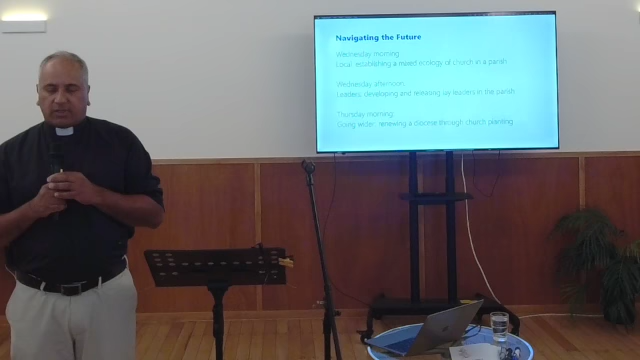 Navigating the Future
Wednesday morning
Local: establishing a mixed ecology of church in a parish
Wednesday afternoon:
Leaders: developing and releasing lay leaders in the parish
Thursday morning:
Going wider: renewing a diocese through church planting